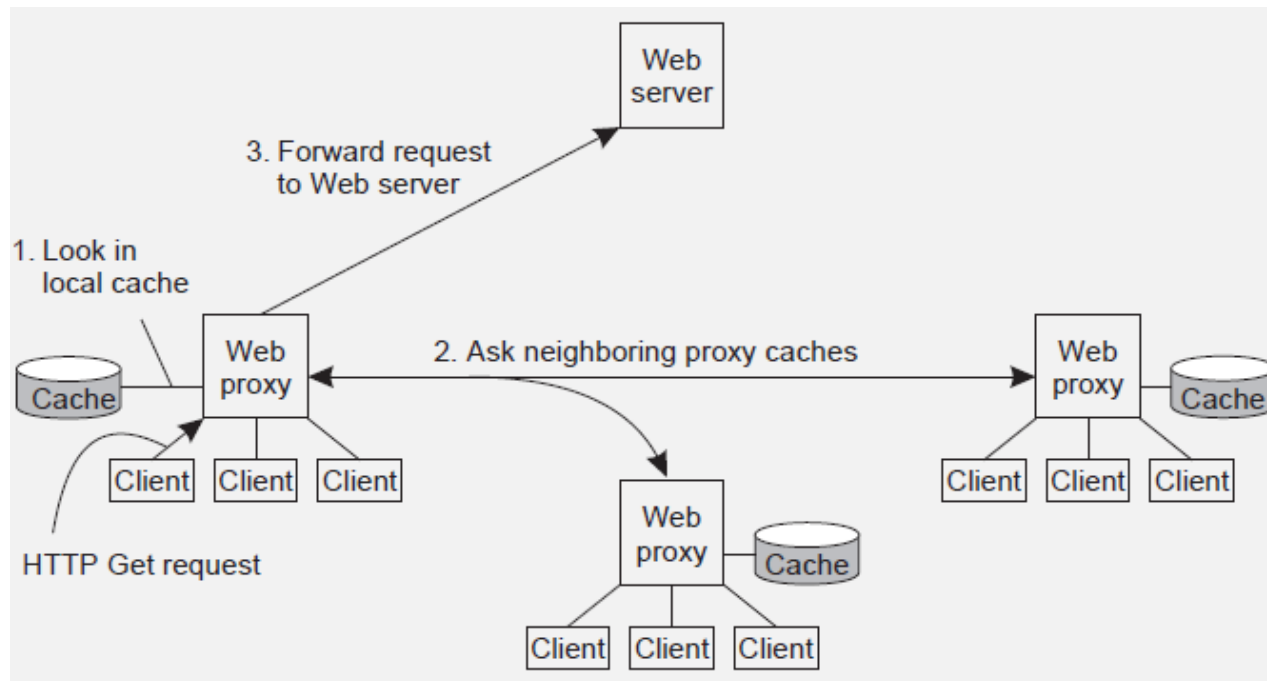 Web
server
3. Forward request
to Web server
1. Look in
local cache
Web
proxy
2. Ask neighboring proxy caches
Web
proxy
Cache
Cache
Client
Client
Client
Client
Client
Client
Web
proxy
HTTP Get request
Cache
Client
Client
Client